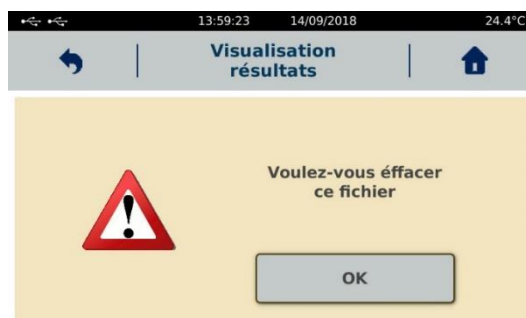 13:59:23 14/09/2018 24.4°C
Visualisation
résultats
Voulez-vous éffacer
ce fichier
OK